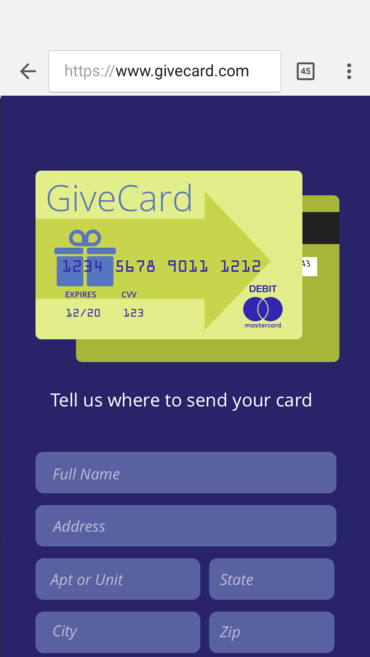 https://www.givecard.com
45
GiveCard
1234 5678 9011 1212
EXPIRES CVV
12/20 123
DEBIT
mastercard
Tell us where to send your card
Full Name
Address
Apt or Unit
State
City
Zip